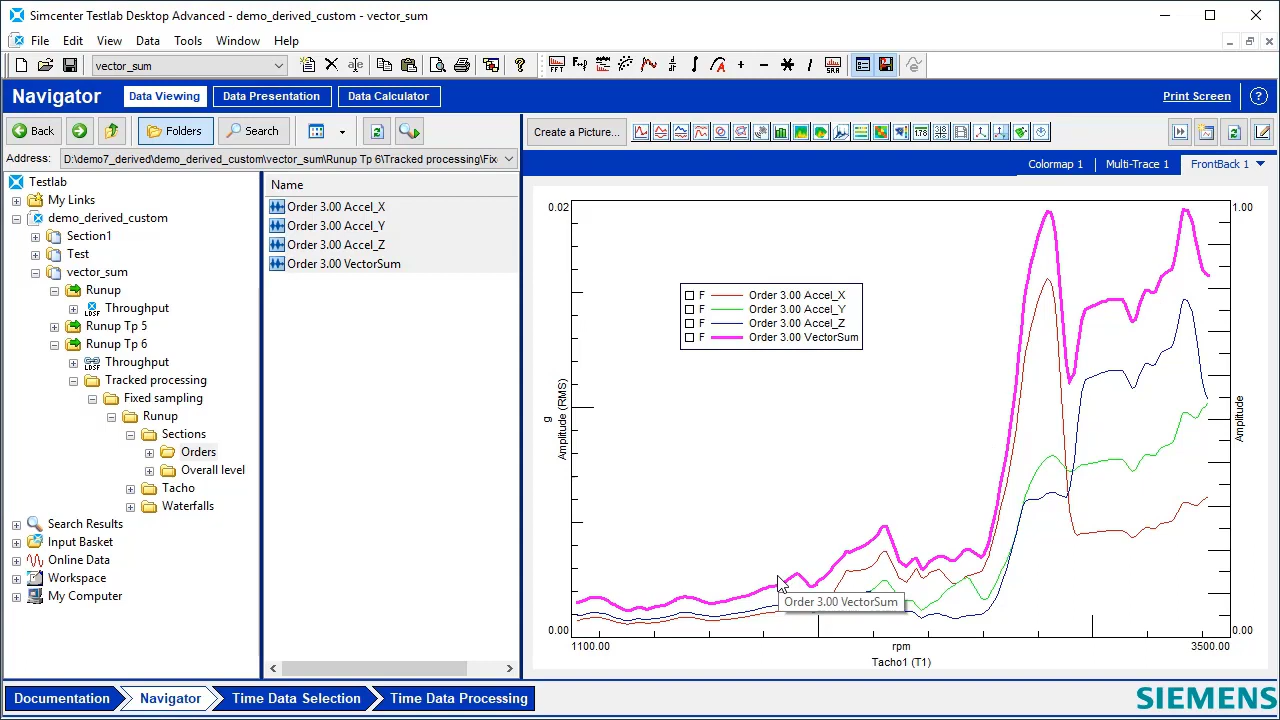 Simcenter Testlab Desktop Advanced - demo_derived_custom - vector_sum
File Edit View Data Tools Window Help
vector_sum
Navigator Data Viewing Data Presentation Data Calculator Print Screen
Back Folders Search Create a Picture...
Address: D:\demo7_derived\demo_derived_custom\vector_sum\Runup Tp 6\Tracked processing\Fix
Colormap 1 Multi-Trace 1 FrontBack 1
Testlab
My Links
demo_derived_custom
Section1
Test
vector_sum
Runup
Throughput
Runup Tp 5
Runup Tp 6
Throughput
Tracked processing
Fixed sampling
Runup
Sections
Orders
Overall level
Tacho
Waterfalls
Search Results
Input Basket
Online Data
Workspace
My Computer
Name
Order 3.00 Accel_X
Order 3.00 Accel_Y
Order 3.00 Accel_Z
Order 3.00 VectorSum
0.02
1.00
F Order 3.00 Accel_X
F Order 3.00 Accel_Y
F Order 3.00 Accel_Z
F Order 3.00 VectorSum
g
Amplitude (RMS)
Amplitude
Order 3.00 VectorSum
0.00
0.00
1100.00 rpm 3500.00
Tacho1 (T1)
Documentation Navigator Time Data Selection Time Data Processing
SIEMENS